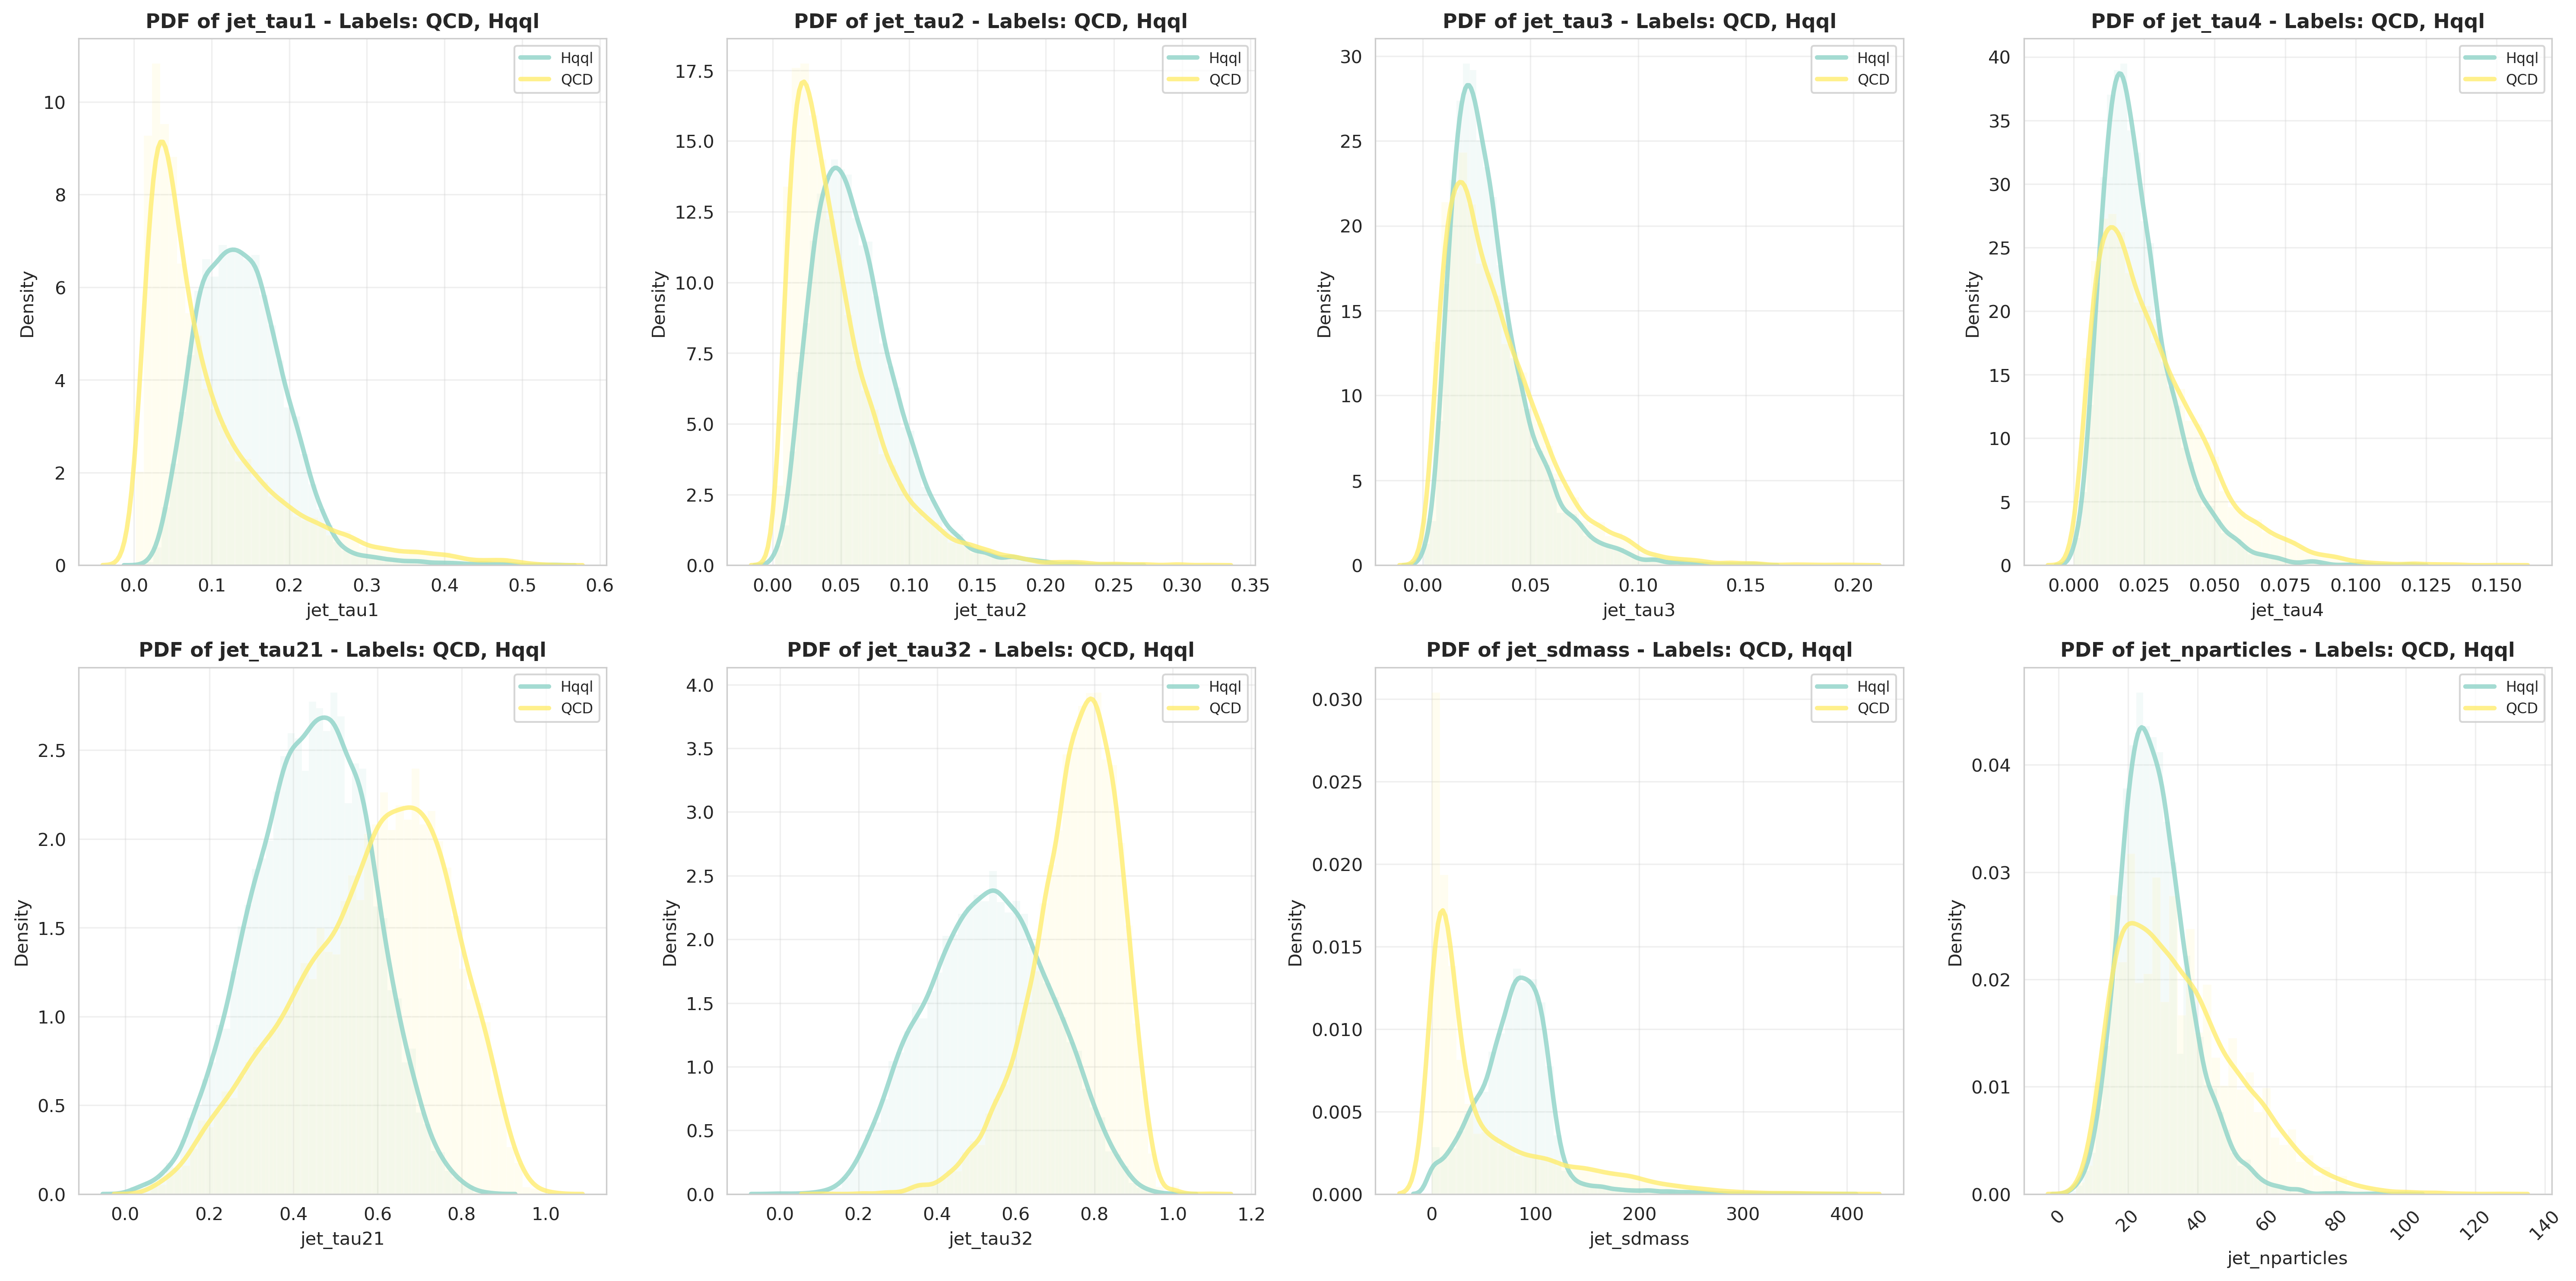 PDF of jet_tau1 - Labels: QCD, Hqql
Hqql
QCD
10
8
6
4
2
0
Density
0.0 0.1 0.2 0.3 0.4 0.5 0.6
jet_tau1
PDF of jet_tau2 - Labels: QCD, Hqql
Hqql
QCD
17.5
15.0
12.5
10.0
7.5
5.0
2.5
0.0
Density
0.00 0.05 0.10 0.15 0.20 0.25 0.30 0.35
jet_tau2
PDF of jet_tau3 - Labels: QCD, Hqql
Hqql
QCD
30
25
20
15
10
5
0
Density
0.00 0.05 0.10 0.15 0.20
jet_tau3
PDF of jet_tau4 - Labels: QCD, Hqql
Hqql
QCD
40
35
30
25
20
15
10
5
0
Density
0.000 0.025 0.050 0.075 0.100 0.125 0.150
jet_tau4
PDF of jet_tau21 - Labels: QCD, Hqql
Hqql
QCD
2.5
2.0
1.5
1.0
0.5
0.0
Density
0.0 0.2 0.4 0.6 0.8 1.0
jet_tau21
PDF of jet_tau32 - Labels: QCD, Hqql
Hqql
QCD
4.0
3.5
3.0
2.5
2.0
1.5
1.0
0.5
0.0
Density
0.0 0.2 0.4 0.6 0.8 1.0 1.2
jet_tau32
PDF of jet_sdmass - Labels: QCD, Hqql
Hqql
QCD
0.030
0.025
0.020
0.015
0.010
0.005
0.000
Density
0 100 200 300 400
jet_sdmass
PDF of jet_nparticles - Labels: QCD, Hqql
Hqql
QCD
0.04
0.03
0.02
0.01
0.00
Density
0 20 40 60 80 100 120 140
jet_nparticles